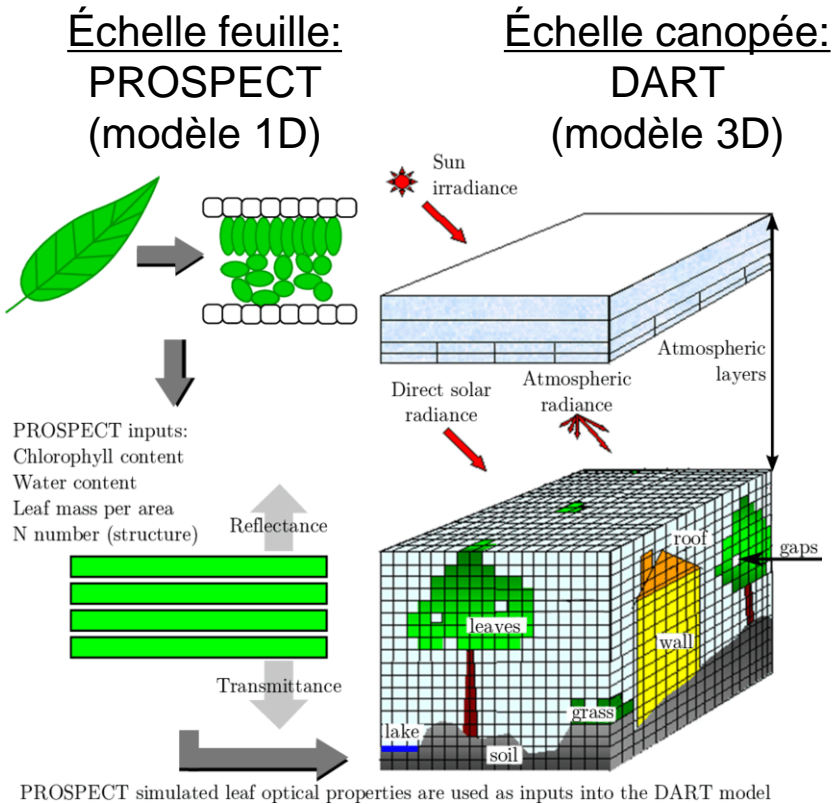 Échelle feuille:
PROSPECT
(modèle 1D)
Échelle canopée:
DART
(modèle 3D)
Sun
irradiance
Atmospheric
layers
Direct solar
radiance
Atmospheric
radiance
PROSPECT inputs:
Chlorophyll content
Water content
Leaf mass per area
N number (structure)
Reflectance
Transmittance
roof
gaps
leaves
wall
grass
lake
soil
PROSPECT simulated leaf optical properties are used as inputs into the DART model